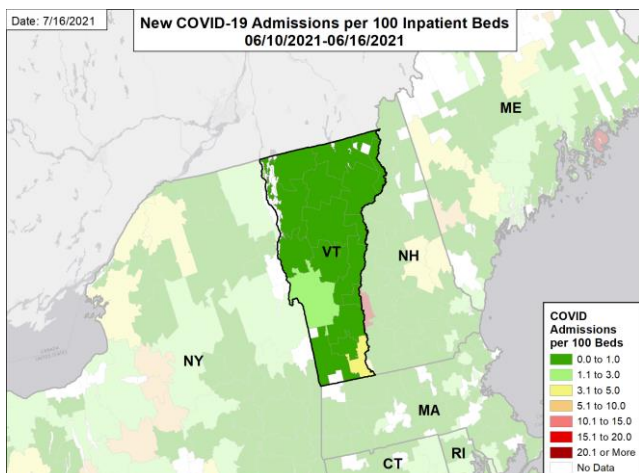 Date: 7/16/2021
New COVID-19 Admissions per 100 Inpatient Beds
06/10/2021-06/16/2021
ME
VT
NH
NY
MA
CT
RI
COVID
Admissions
per 100 Beds
0.0 to 1.0
1.1 to 3.0
3.1 to 5.0
5.1 to 10.0
10.1 to 15.0
15.1 to 20.0
20.1 or More
No Data